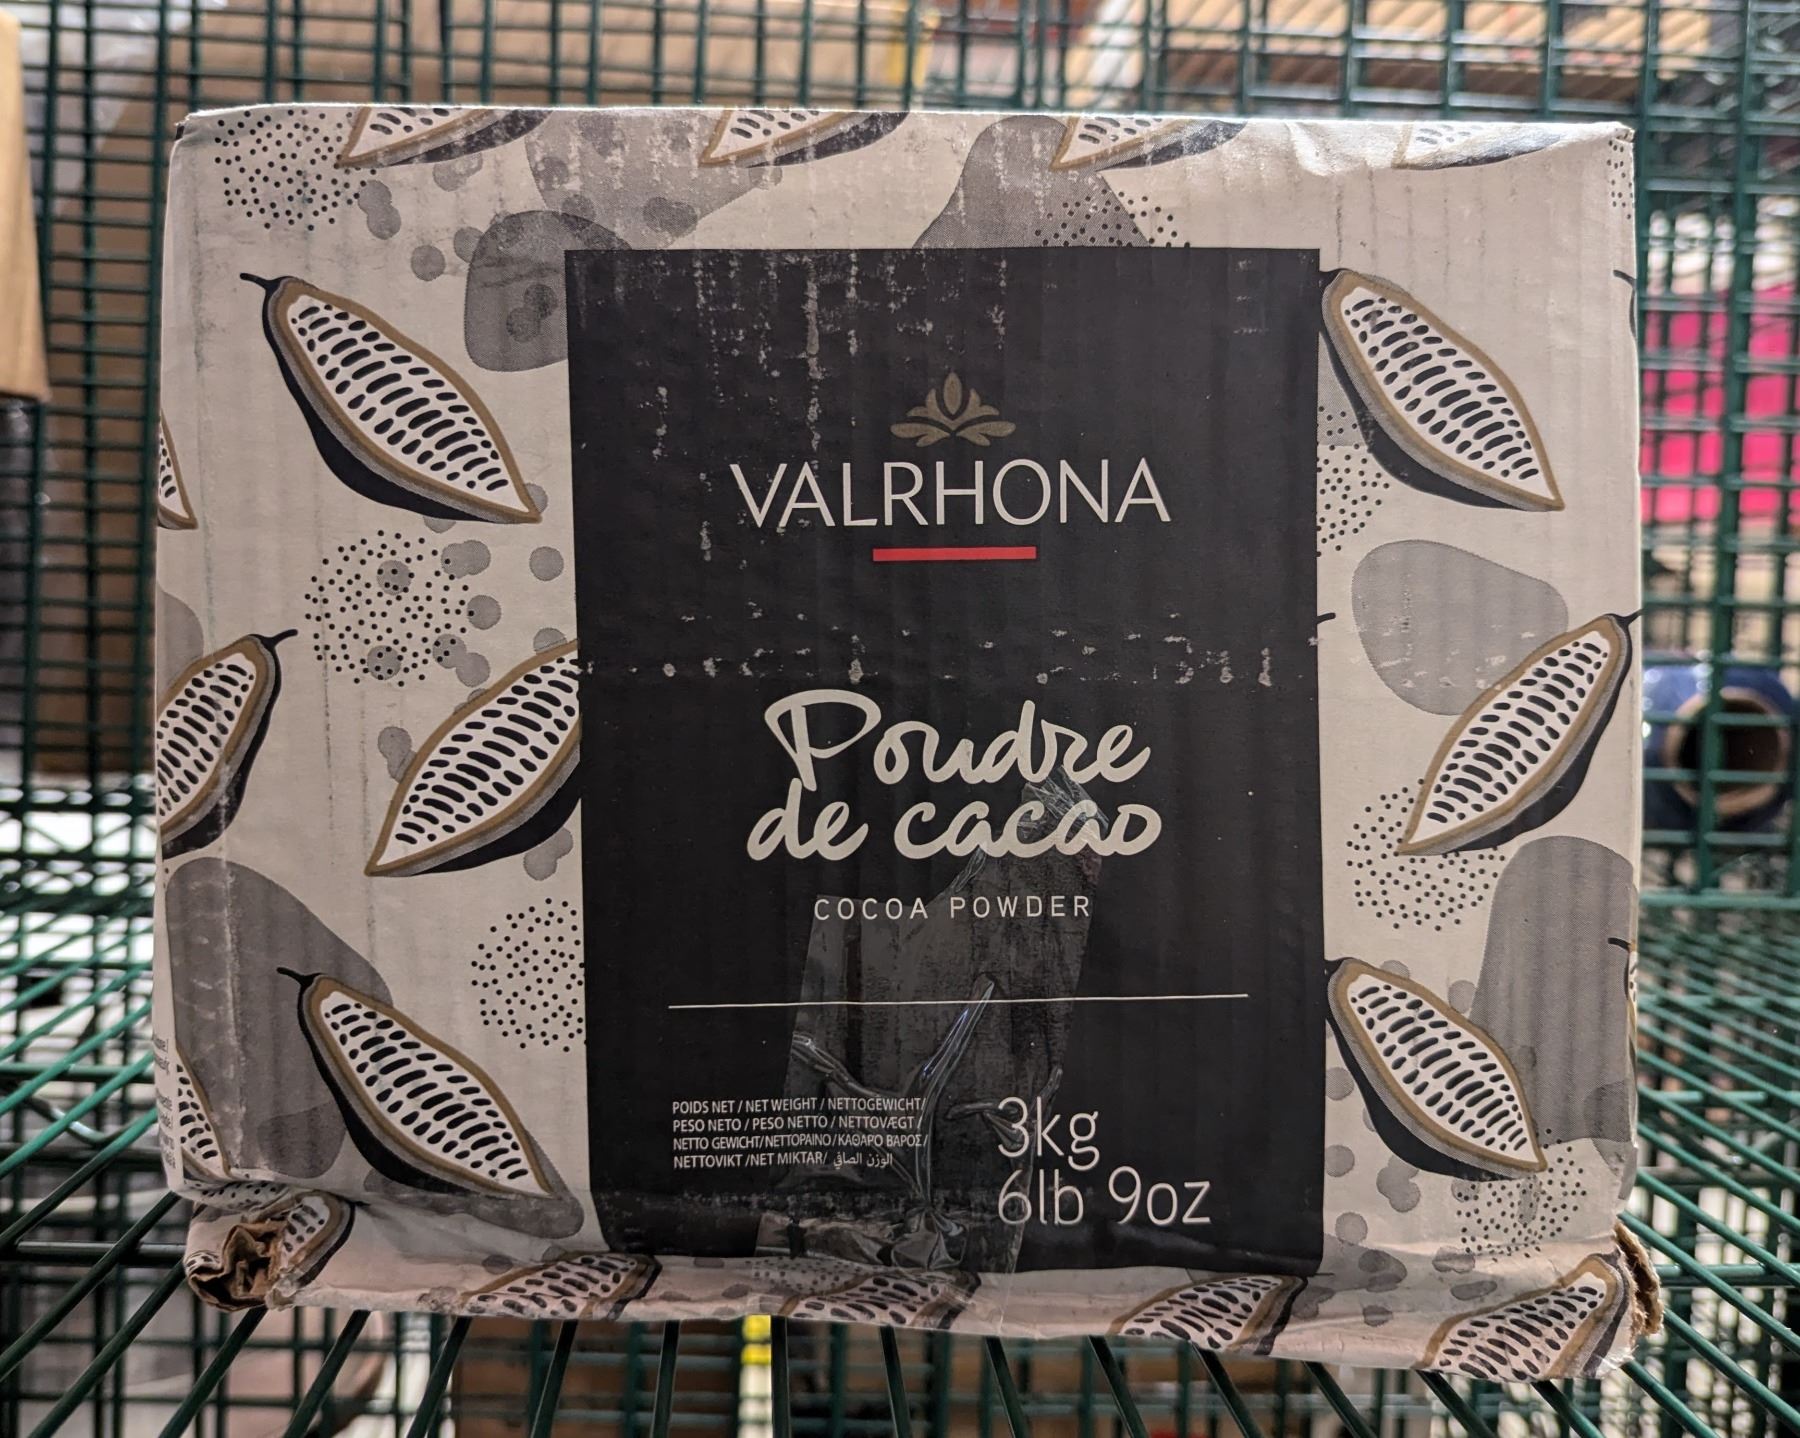 VALRHONA
Poudre
de cacao
COCOA POWDER
POIDS NET / NET WEIGHT / NETTOGEWICHT/
PESO NETO / PESO NETTO / NETTOVÆGT /
NETTO GEWICHT/NETTOPAINO/ΚΑΘΑΡΟ ΒΑΡΟΣ/
NETTOVIKT /NET MIKTAR/ الوزن الصافي
3kg
6lb 9oz